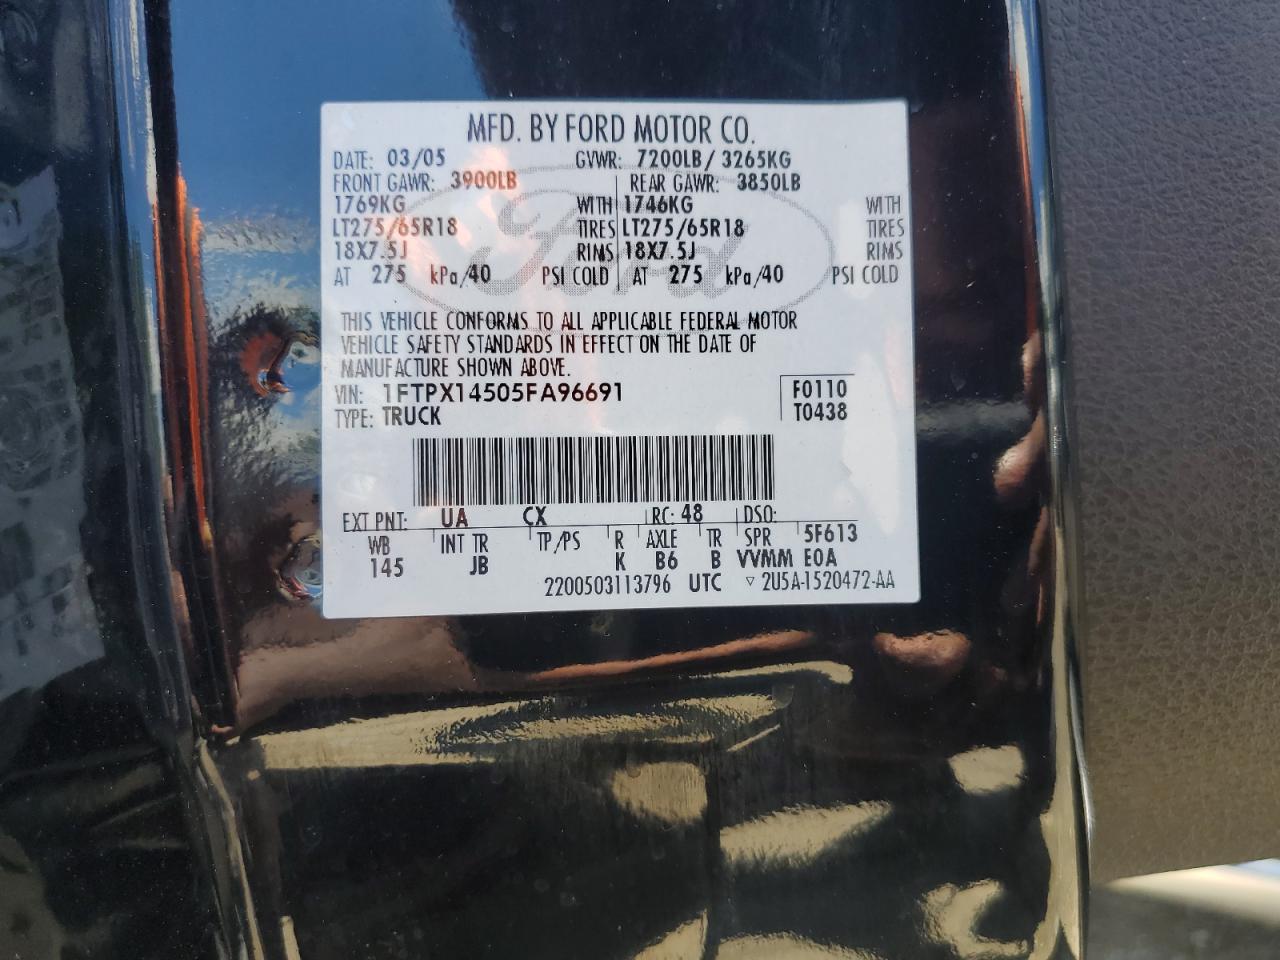 MFD. BY FORD MOTOR CO.
DATE: 03/05 GVWR: 7200LB/ 3265KG
FRONT GAWR: 3900LB REAR GAWR: 3850LB
1769KG WITH 1746KG WITH
LT275/65R18 TIRES LT275/65R18 TIRES
18X7.5J RIMS 18X7.5J RIMS
AT 275 kPa/40 PSI COLD AT 275 kPa/40 PSI COLD
Ford
THIS VEHICLE CONFORMS TO ALL APPLICABLE FEDERAL MOTOR
VEHICLE SAFETY STANDARDS IN EFFECT ON THE DATE OF
MANUFACTURE SHOWN ABOVE.
VIN: 1FTPX14505FA96691 F0110
TYPE: TRUCK T0438
EXT PNT: UA CX RC: 48 DSO:
WB INT TR TP/PS R AXLE TR SPR 5F613
145 JB K B6 B VVMM E0A
2200503113796 UTC ▽ 2U5A-1520472-AA